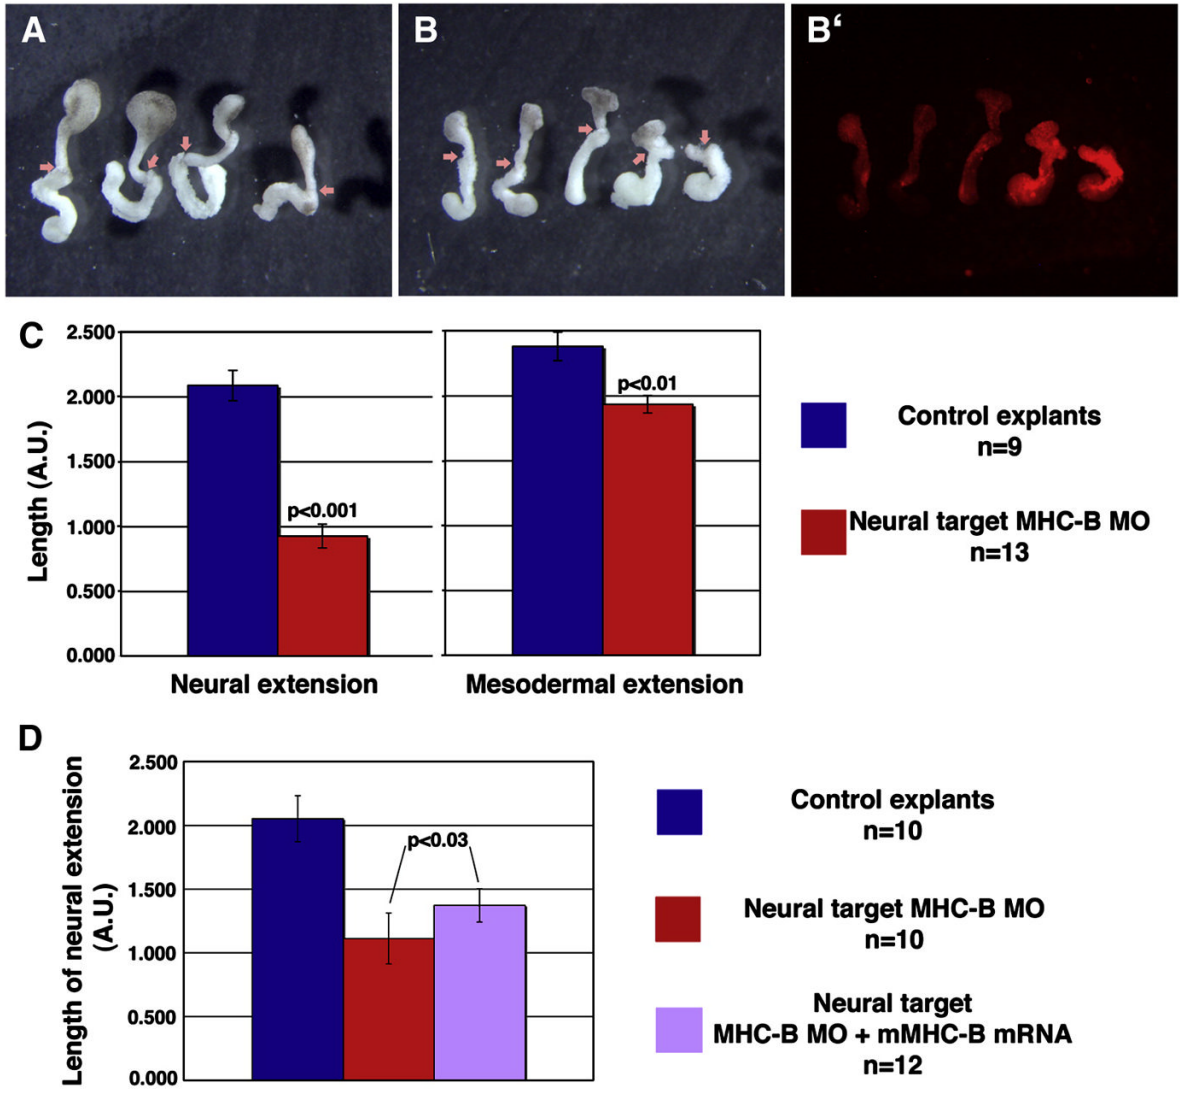 A
B
B‘
C
Length (A.U.)
2.500
2.000
1.500
1.000
0.500
0.000
p<0.001
p<0.01
Neural extension
Mesodermal extension
Control explants
n=9
Neural target MHC-B MO
n=13
D
Length of neural extension
(A.U.)
2.500
2.000
1.500
1.000
0.500
0.000
p<0.03
Control explants
n=10
Neural target MHC-B MO
n=10
Neural target
MHC-B MO + mMHC-B mRNA
n=12